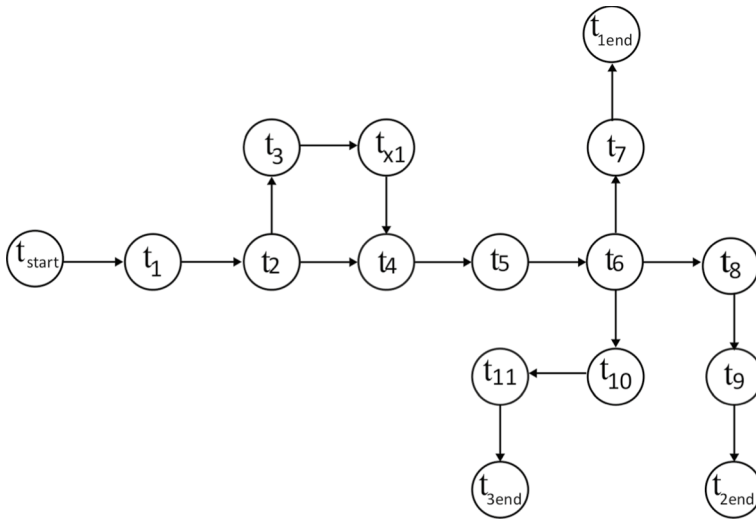 t1end
t3
tx1
t7
tstart
t1
t2
t4
t5
t6
t8
t11
t10
t9
t3end
t2end